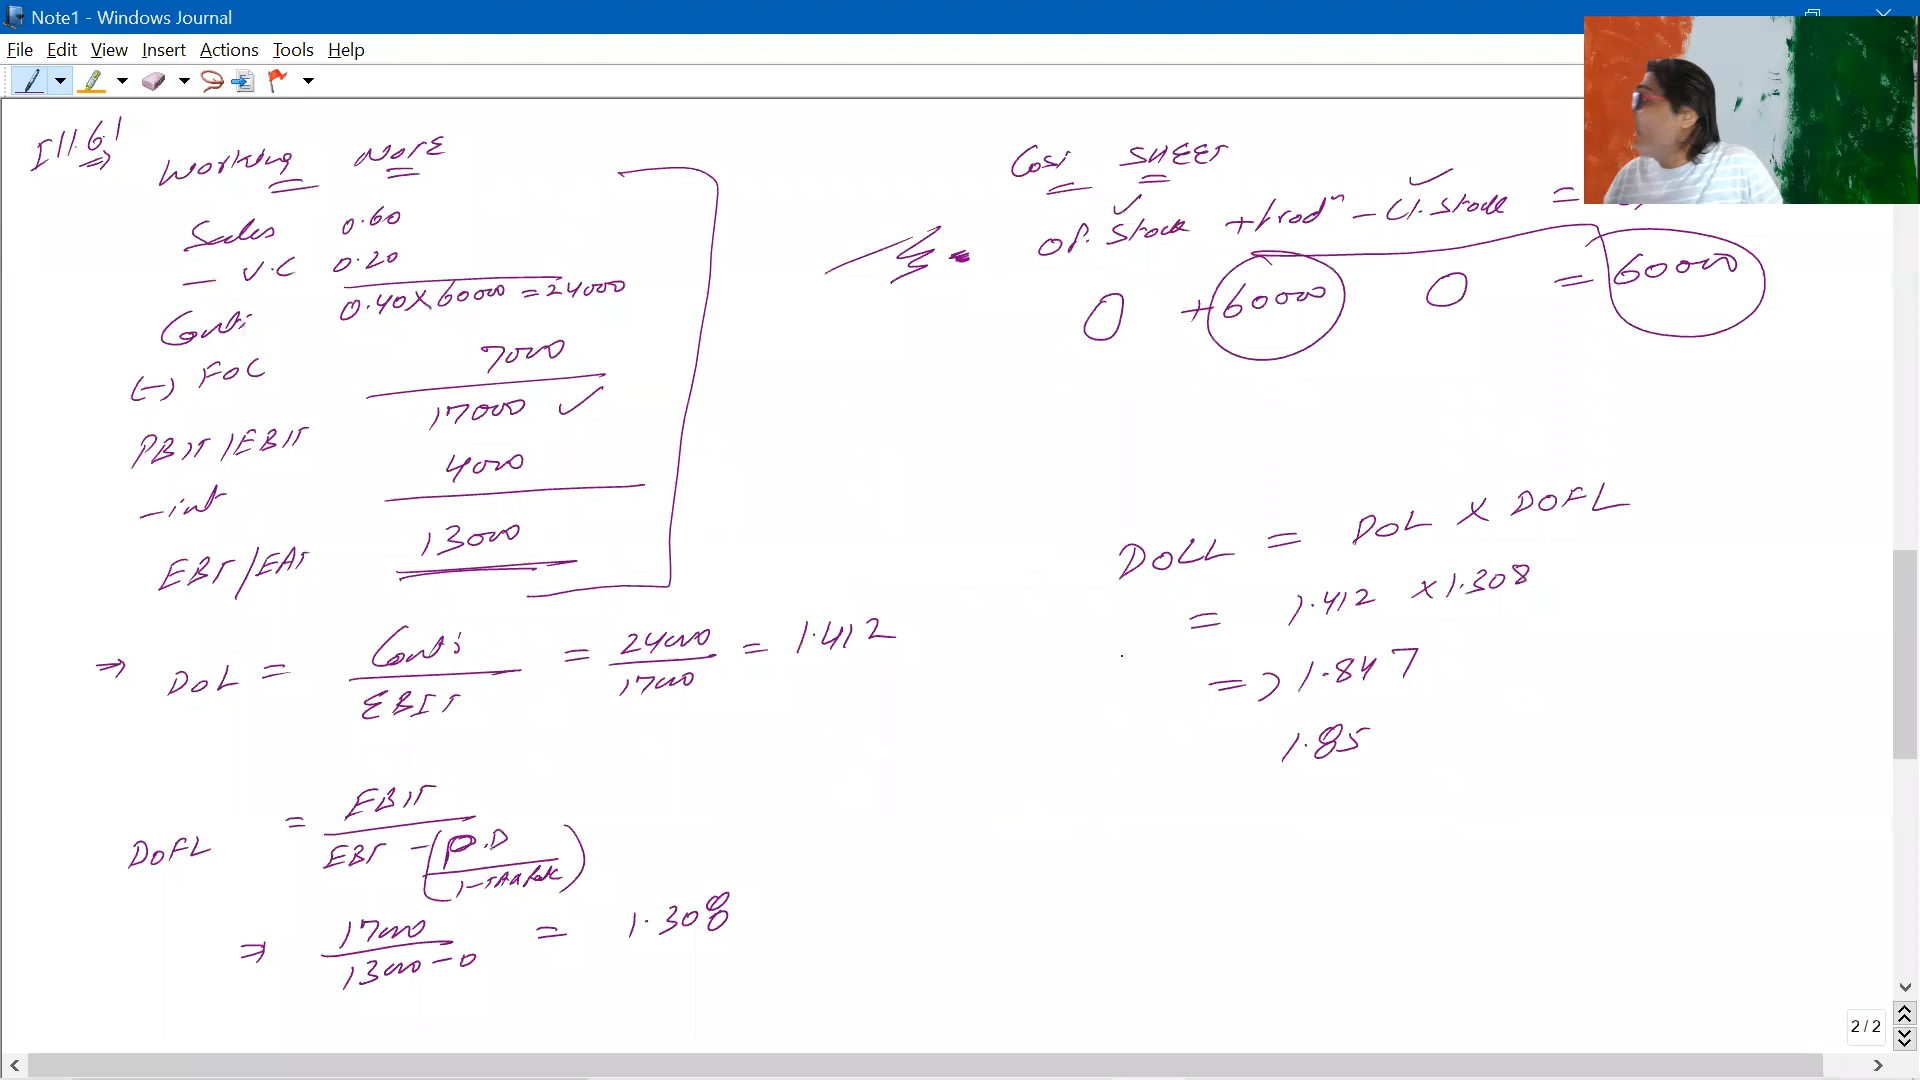 Note1 - Windows Journal
File Edit View Insert Actions Tools Help
Ill.6.1
Working Note
Sales 0.60
- V.C 0.20
Conti 0.40 x 60000 = 24000
(-) FOC 7000
PBIT/EBIT 17000 ✓
- int 4000
EBT/EAT 13000
⇒ DOL = Conti / EBIT = 24000 / 17000 = 1.412
DOFL = EBIT / EBT - (P.D / 1-TAX Rate)
⇒ 17000 / 13000 - 0 = 1.308
Cost SHEET
OP. Stock + Prodn - Cl. Stock =
0 + 60000 0 = 60000
DOLL = DOL x DOFL
= 1.412 x 1.308
=> 1.847
1.85
2 / 2